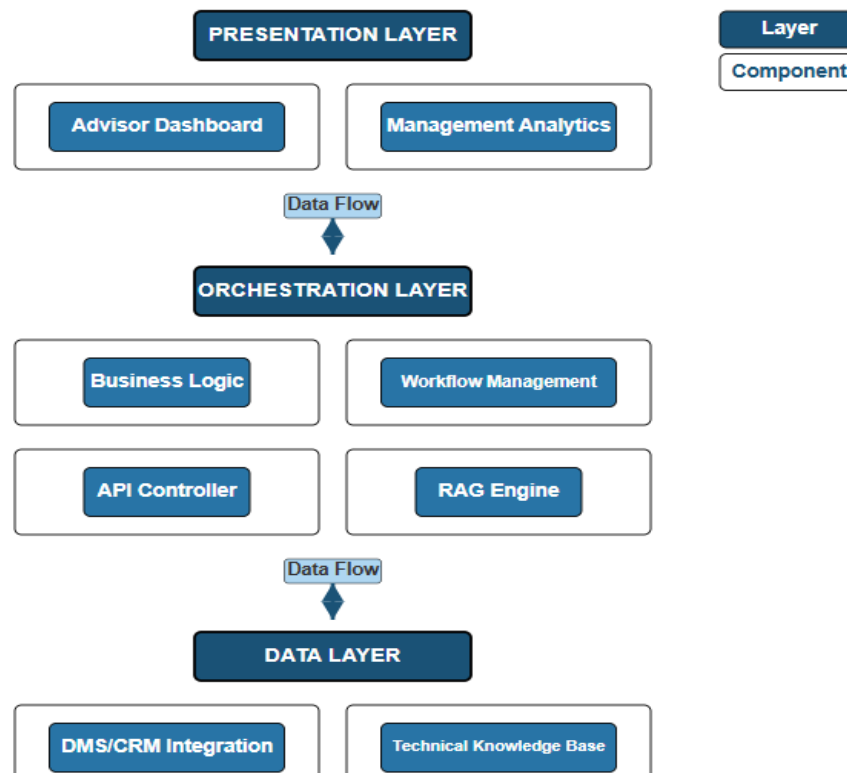 PRESENTATION LAYER
Layer
Component
Advisor Dashboard
Management Analytics
Data Flow
ORCHESTRATION LAYER
Business Logic
Workflow Management
API Controller
RAG Engine
Data Flow
DATA LAYER
DMS/CRM Integration
Technical Knowledge Base